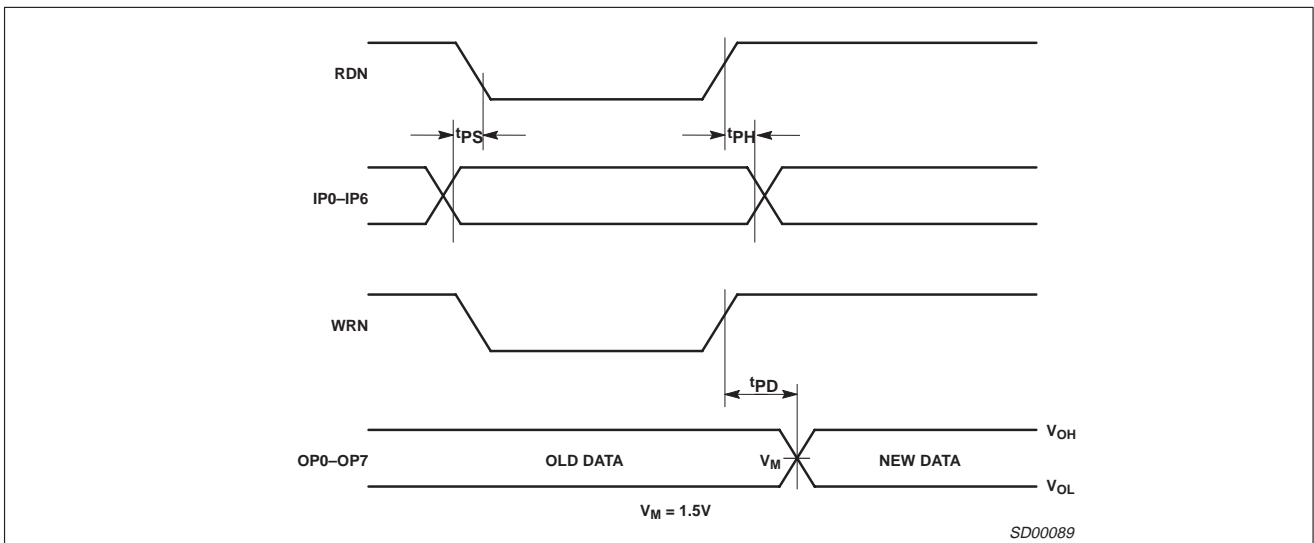 RDN
tPS
tPH
IP0–IP6
WRN
tPD
VOH
OP0–OP7 OLD DATA VM NEW DATA
VOL
VM = 1.5V
SD00089